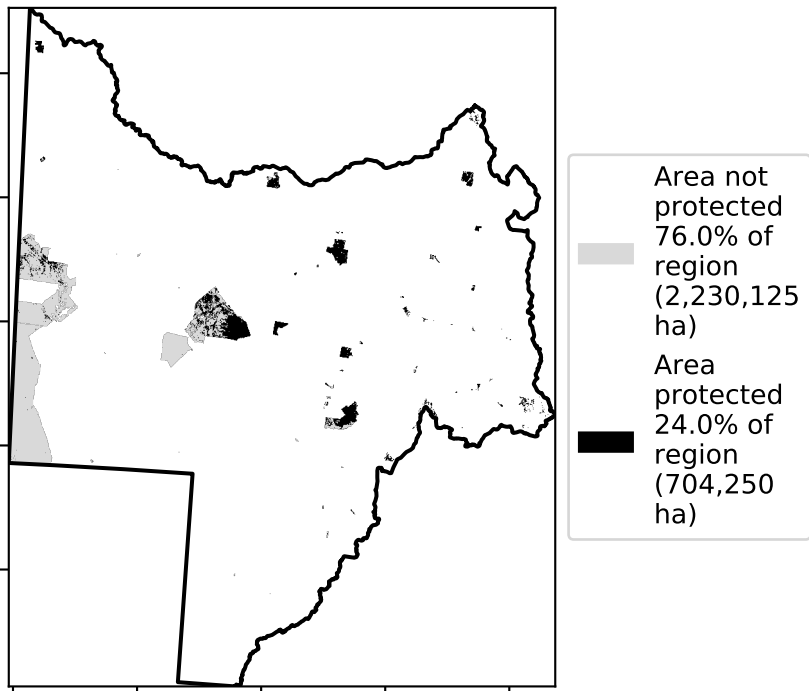 Area not
protected
76.0% of
region
(2,230,125
ha)
Area
protected
24.0% of
region
(704,250
ha)